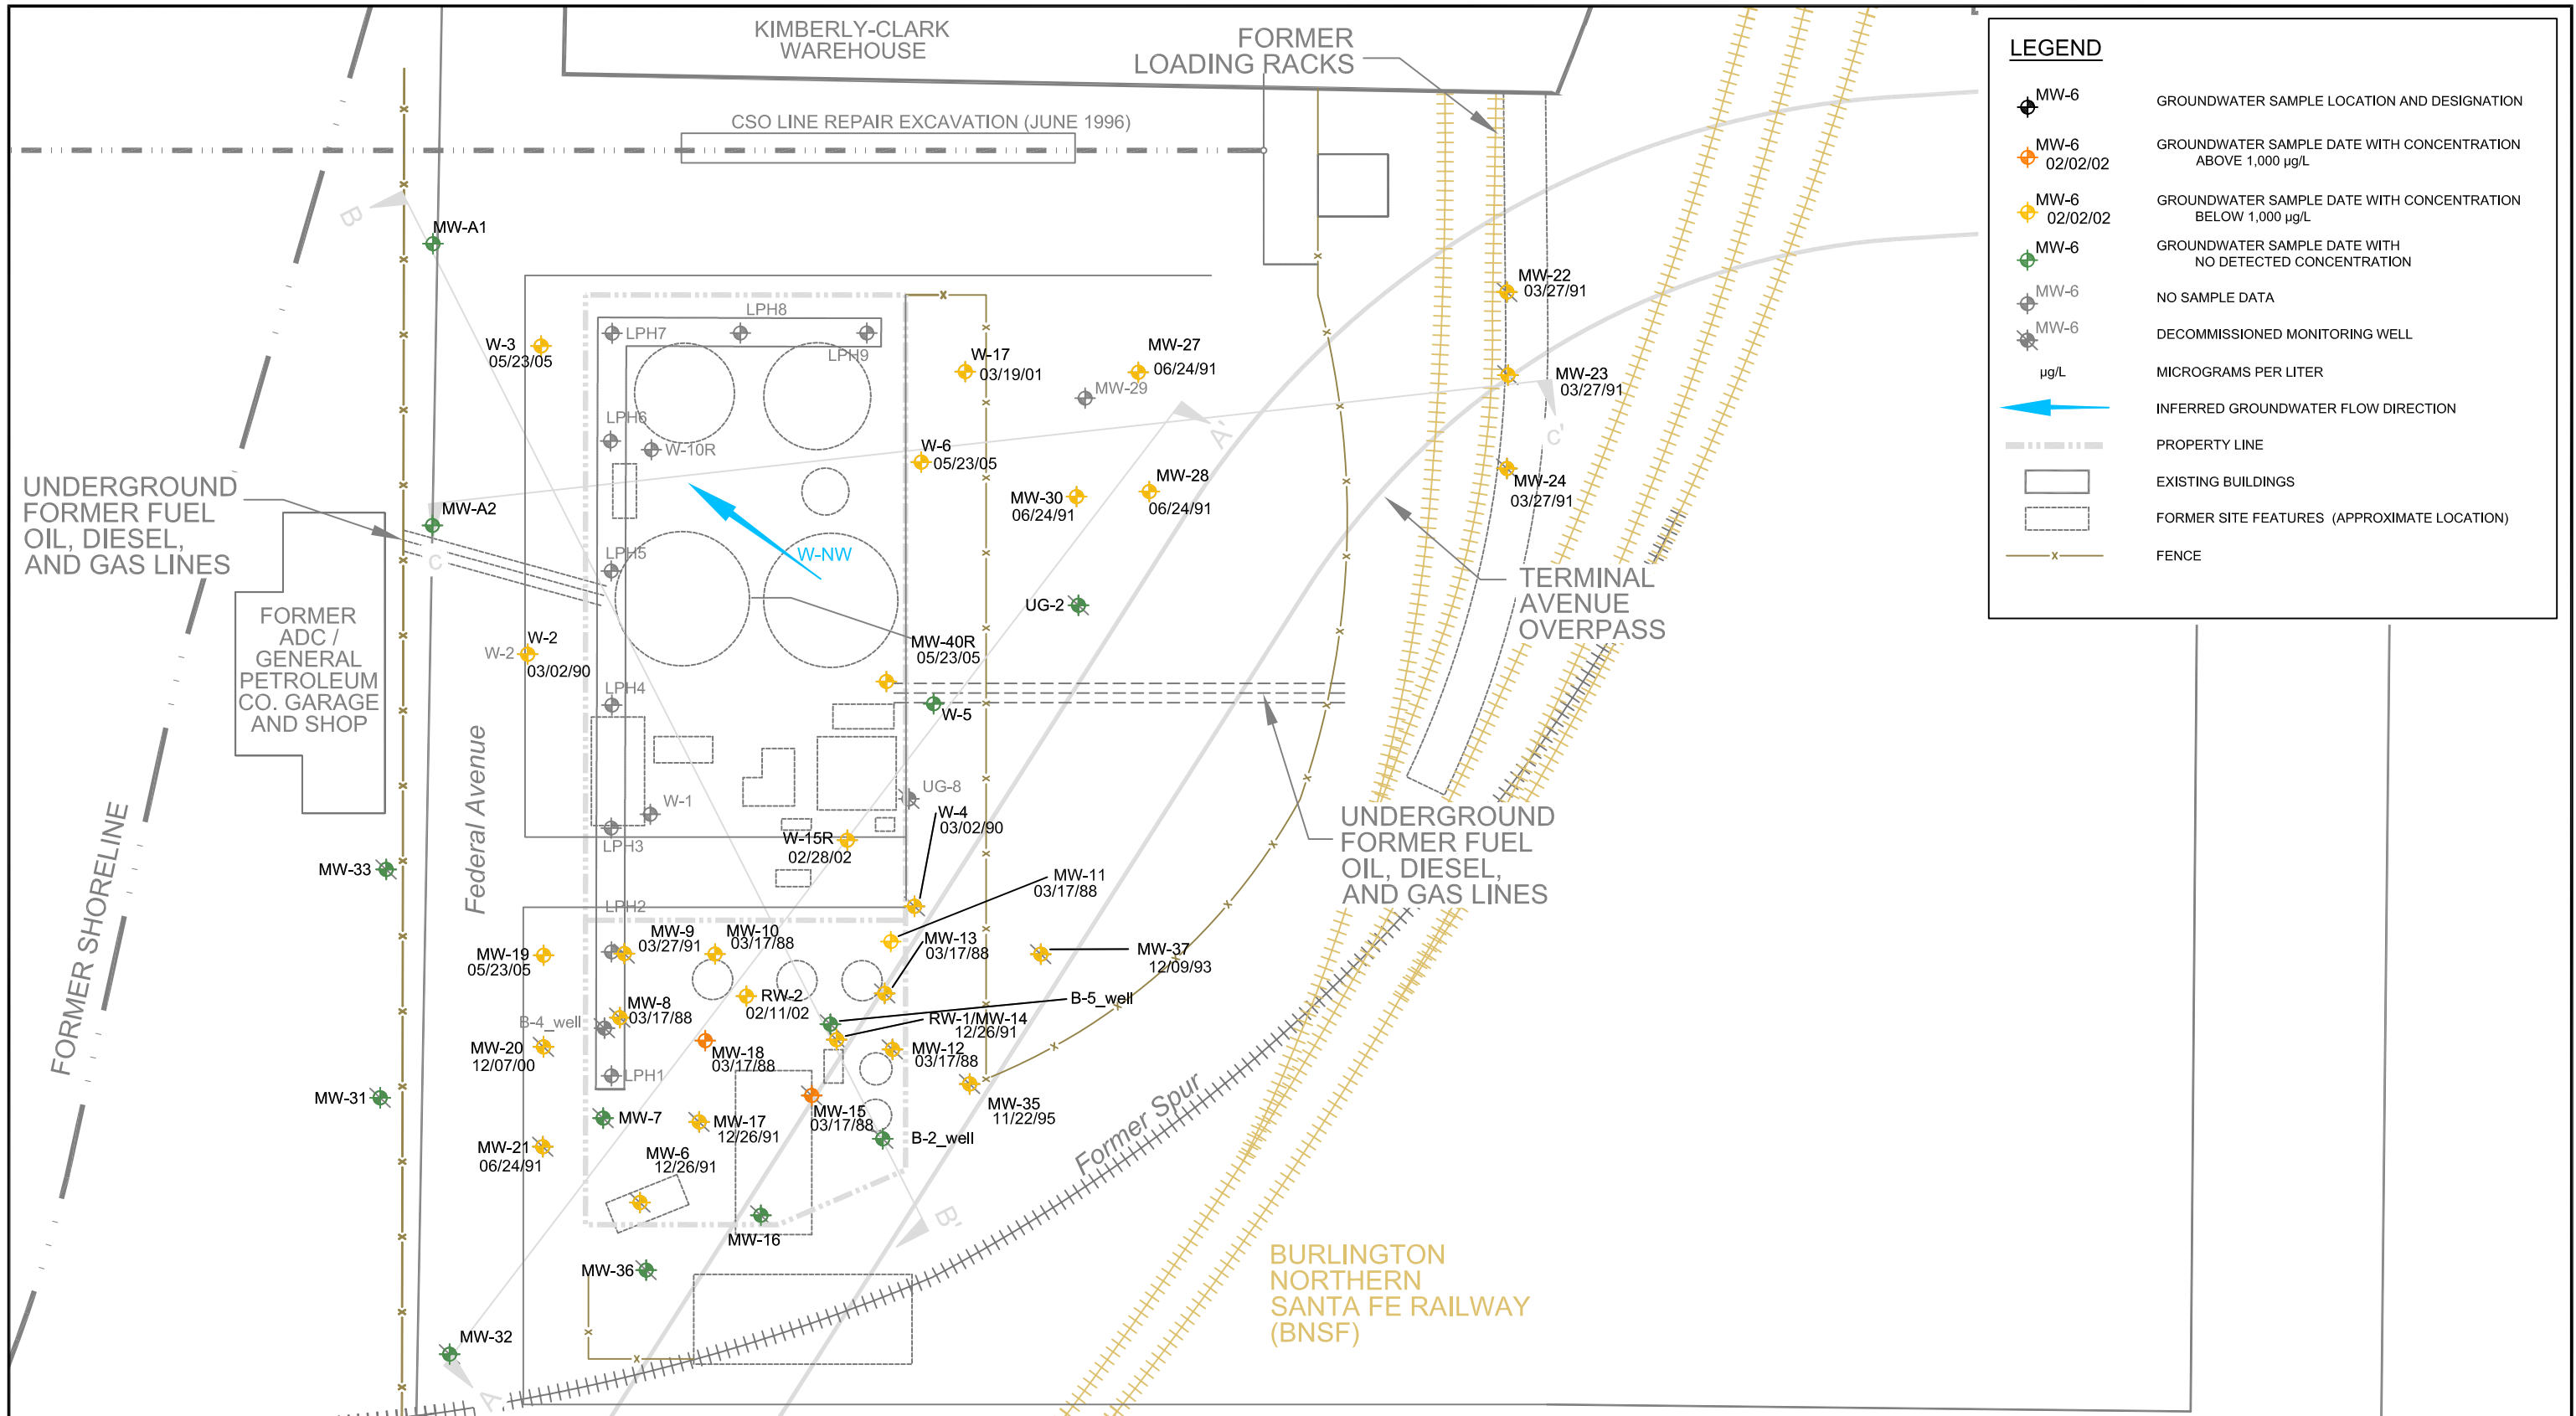 KIMBERLY-CLARK
WAREHOUSE
FORMER
LOADING RACKS
CSO LINE REPAIR EXCAVATION (JUNE 1996)
B
MW-A1
LPH8
LPH7
LPH9
W-3
05/23/05
W-17
03/19/01
MW-27
06/24/91
MW-29
MW-22
03/27/91
MW-23
03/27/91
C'
A'
LPH6
W-10R
W-6
05/23/05
MW-30
06/24/91
MW-28
06/24/91
MW-24
03/27/91
UNDERGROUND
FORMER FUEL
OIL, DIESEL,
AND GAS LINES
MW-A2
C
LPH5
W-NW
UG-2
TERMINAL
AVENUE
OVERPASS
FORMER
ADC /
GENERAL
PETROLEUM
CO. GARAGE
AND SHOP
W-2
W-2
03/02/90
MW-40R
05/23/05
LPH4
W-5
Federal Avenue
UG-8
W-1
LPH3
W-4
03/02/90
W-15R
02/28/02
UNDERGROUND
FORMER FUEL
OIL, DIESEL,
AND GAS LINES
FORMER SHORELINE
MW-33
MW-11
03/17/88
LPH2
MW-19
05/23/05
MW-9
03/27/91
MW-10
03/17/88
MW-13
03/17/88
MW-37
12/09/93
RW-2
02/11/02
B-5_well
MW-8
03/17/88
B-4_well
RW-1/MW-14
12/26/91
MW-20
12/07/00
MW-18
03/17/88
MW-12
03/17/88
LPH1
MW-31
MW-7
MW-17
12/26/91
MW-15
03/17/88
MW-35
11/22/95
B-2_well
Former Spur
MW-21
06/24/91
MW-6
12/26/91
MW-16
B'
MW-36
BURLINGTON
NORTHERN
SANTA FE RAILWAY
(BNSF)
MW-32
A
LEGEND
MW-6
GROUNDWATER SAMPLE LOCATION AND DESIGNATION
MW-6
02/02/02
GROUNDWATER SAMPLE DATE WITH CONCENTRATION
ABOVE 1,000 µg/L
MW-6
02/02/02
GROUNDWATER SAMPLE DATE WITH CONCENTRATION
BELOW 1,000 µg/L
MW-6
GROUNDWATER SAMPLE DATE WITH
NO DETECTED CONCENTRATION
MW-6
NO SAMPLE DATA
MW-6
DECOMMISSIONED MONITORING WELL
µg/L
MICROGRAMS PER LITER
INFERRED GROUNDWATER FLOW DIRECTION
PROPERTY LINE
EXISTING BUILDINGS
FORMER SITE FEATURES (APPROXIMATE LOCATION)
x
FENCE